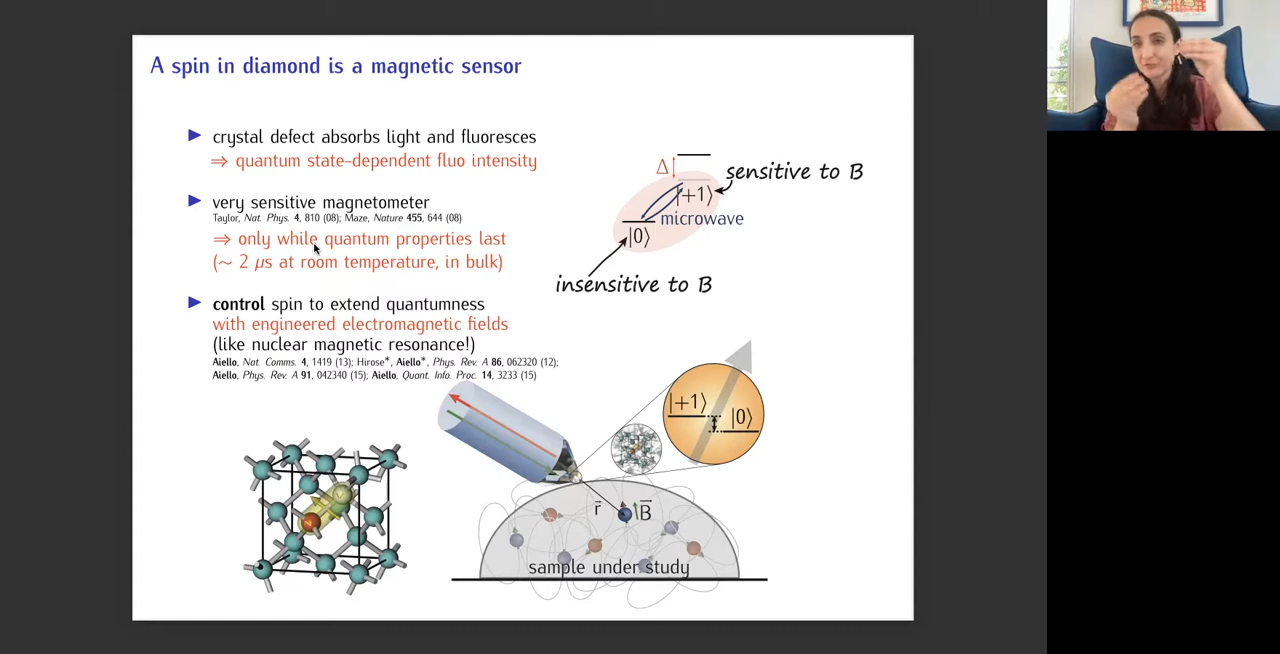 A spin in diamond is a magnetic sensor
crystal defect absorbs light and fluoresces
⇒ quantum state–dependent fluo intensity
very sensitive magnetometer
Taylor, Nat. Phys. 4, 810 (08); Maze, Nature 455, 644 (08)
⇒ only while quantum properties last
(∼ 2 μs at room temperature, in bulk)
control spin to extend quantumness
with engineered electromagnetic fields
(like nuclear magnetic resonance!)
Aiello, Nat. Comms. 4, 1419 (13); Hirose*, Aiello*, Phys. Rev. A 86, 062320 (12);
Aiello, Phys. Rev. A 91, 042340 (15); Aiello, Quant. Info. Proc. 14, 3233 (15)
Δ
sensitive to B
|+1⟩
microwave
|0⟩
insensitive to B
|+1⟩
|0⟩
r⃗
B⃗
sample under study
N
V